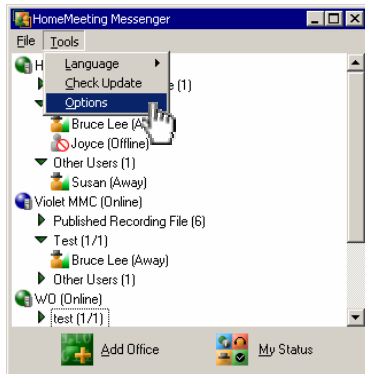 HomeMeeting Messenger
File Tools
H
Language
Check Update
e (1)
Options
Bruce Lee (A
Joyce (Offline)
Other Users (1)
Susan (Away)
Violet MMC (Online)
Published Recording File (6)
Test (1/1)
Bruce Lee (Away)
Other Users (1)
WO (Online)
test (1/1)
Add Office My Status